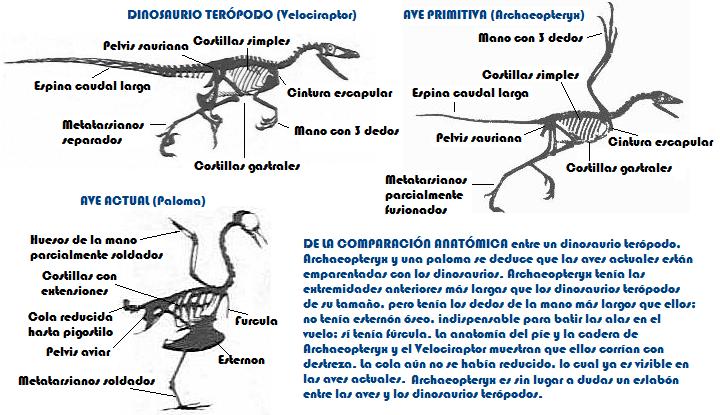 DINOSAURIO TERÓPODO (Velociraptor)
Pelvis sauriana
Costillas simples
Espina caudal larga
Cintura escapular
Metatarsianos
separados
Mano con 3 dedos
Costillas gastrales
AVE PRIMITIVA (Archaeopteryx)
Mano con 3 dedos
Costillas simples
Espina caudal larga
Pelvis sauriana
Cintura escapular
Costillas gastrales
Metatarsianos
parcialmente
fusionados
AVE ACTUAL (Paloma)
Huesos de la mano
parcialmente soldados
Costillas con
extensiones
Cola reducida
hasta pigostilo
Furcula
Pelvis aviar
Esternon
Metatarsianos soldados
DE LA COMPARACIÓN ANATÓMICA entre un dinosaurio terópodo,
Archaeopteryx y una paloma se deduce que las aves actuales están
emparentadas con los dinosaurios. Archaeopteryx tenía las
extremidades anteriores más largas que los dinosaurios terópodos
de su tamaño, pero tenía los dedos de la mano más largos que ellos;
no tenía esternón óseo, indispensable para batir las alas en el
vuelo; sí tenía fúrcula. La anatomía del píe y la cadera de
Archaeopteryx y el Velociraptor muestran que ellos corrían con
destreza. La cola aún no se había reducido, lo cual ya es visible en
las aves actuales. Archaeopteryx es sin lugar a dudas un eslabón
entre las aves y los dinosaurios terópodos.